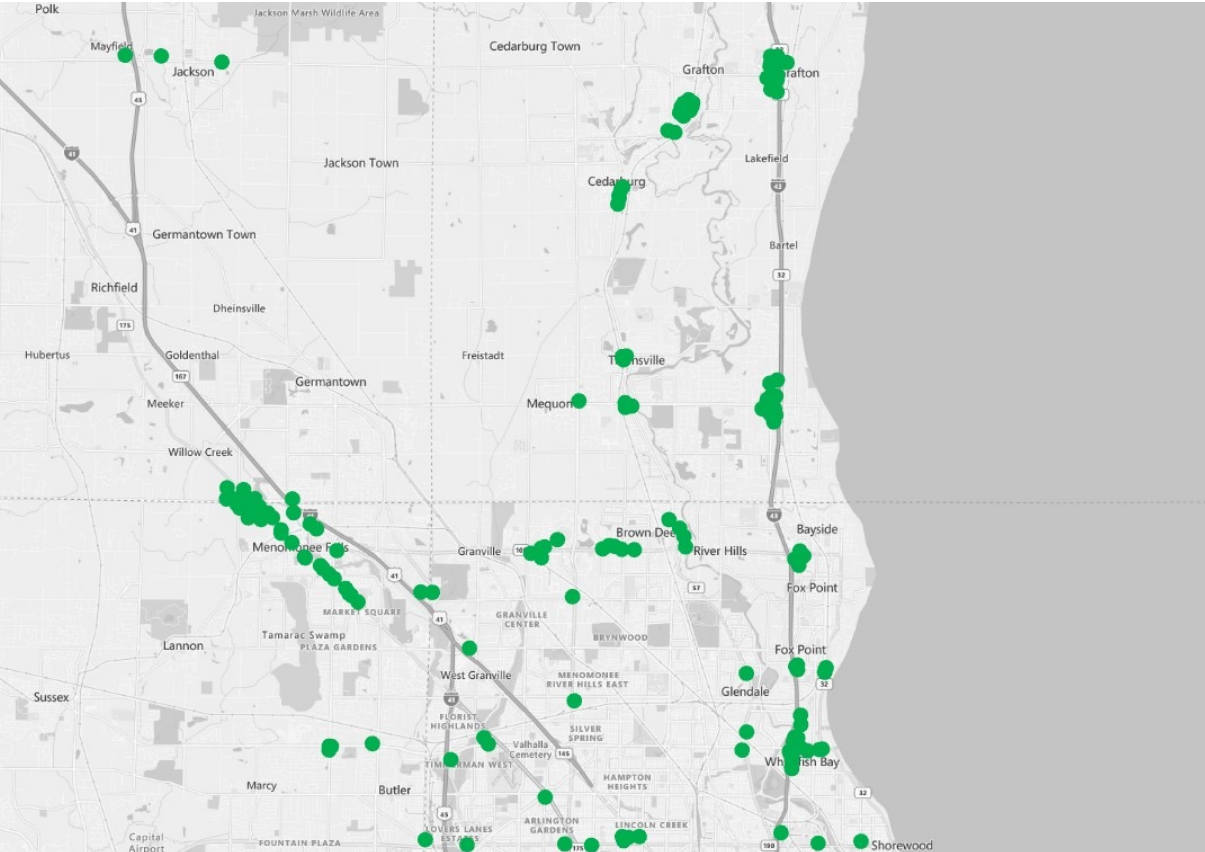 Polk
Jackson Marsh Wildlife Area
Mayfield
Cedarburg Town
Jackson
Grafton
Grafton
45
41
Jackson Town
Lakefield
Cedarburg
43
41
Germantown Town
Bartel
32
Richfield
Dheinsville
175
Hubertus
Goldenthal
Freistadt
Thiensville
167
Germantown
Meeker
Mequon
Willow Creek
43
Bayside
Menomonee Falls
Granville
Brown Deer
River Hills
41
57
Fox Point
MARKET SQUARE
41
GRANVILLE
CENTER
Tamarac Swamp
PLAZA GARDENS
BRYNWOOD
Lannon
Fox Point
West Granville
MENOMONEE
RIVER HILLS EAST
32
Glendale
Sussex
41
FLORIST
HIGHLANDS
SILVER
SPRING
Valhalla
Cemetery
145
TIMMERMAN WEST
Whitefish Bay
HAMPTON
HEIGHTS
Marcy
Butler
32
45
ARLINGTON
GARDENS
LINCOLN CREEK
Capital
Airport
FOUNTAIN PLAZA
LOVERS LANE
ESTATES
175
190
Shorewood